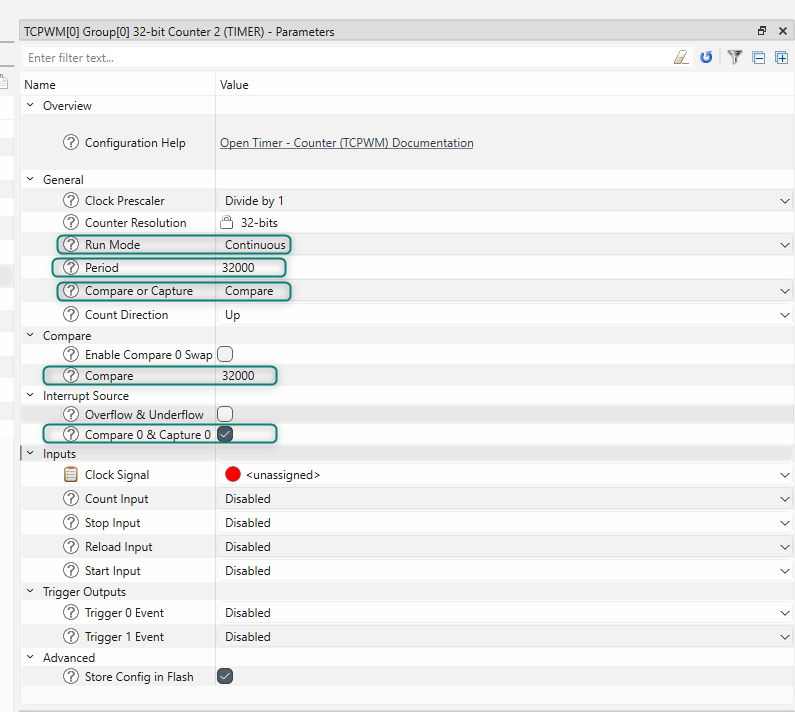 TCPWM[0] Group[0] 32-bit Counter 2 (TIMER) - Parameters
Enter filter text...
Name Value
Overview
Configuration Help Open Timer - Counter (TCPWM) Documentation
General
Clock Prescaler Divide by 1
Counter Resolution 32-bits
Run Mode Continuous
Period 32000
Compare or Capture Compare
Count Direction Up
Compare
Enable Compare 0 Swap
Compare 32000
Interrupt Source
Overflow & Underflow
Compare 0 & Capture 0
Inputs
Clock Signal <unassigned>
Count Input Disabled
Stop Input Disabled
Reload Input Disabled
Start Input Disabled
Trigger Outputs
Trigger 0 Event Disabled
Trigger 1 Event Disabled
Advanced
Store Config in Flash